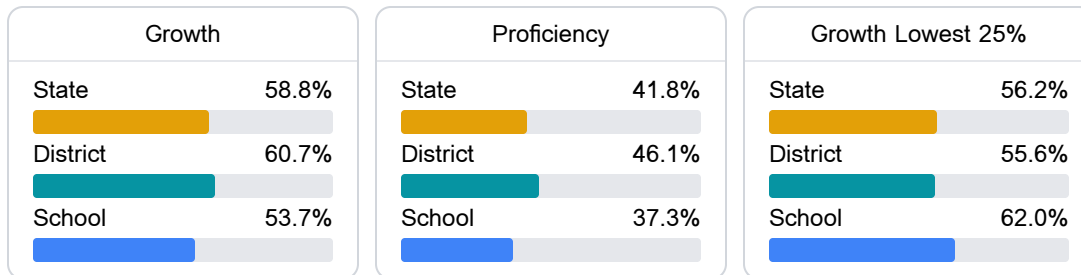 Growth
State 58.8%
District 60.7%
School 53.7%
Proficiency
State 41.8%
District 46.1%
School 37.3%
Growth Lowest 25%
State 56.2%
District 55.6%
School 62.0%